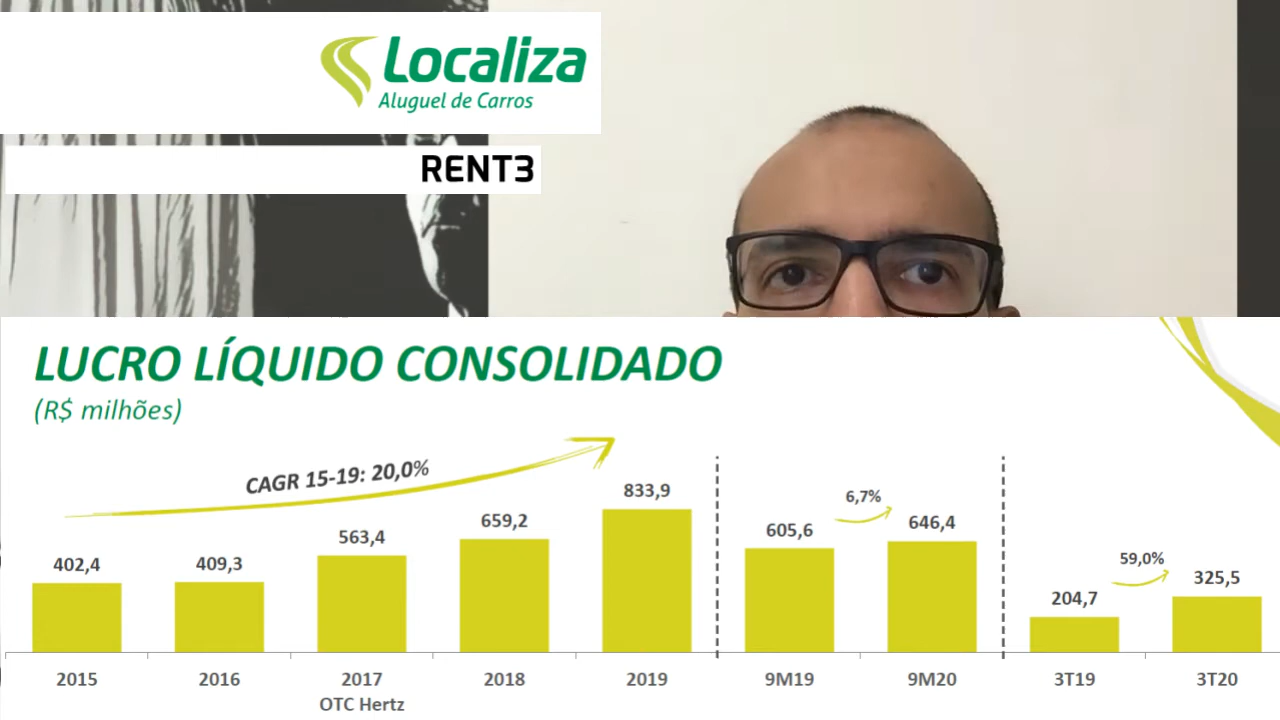 Localiza
Aluguel de Carros
RENT3
LUCRO LÍQUIDO CONSOLIDADO
(R$ milhões)
CAGR 15-19: 20,0%
402,4
409,3
563,4
659,2
833,9
605,6
6,7%
646,4
204,7
59,0%
325,5
2015
2016
2017
2018
2019
9M19
9M20
3T19
3T20
OTC Hertz